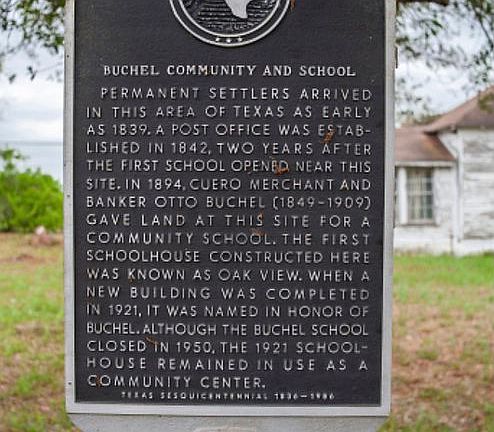 BUCHEL COMMUNITY AND SCHOOL
PERMANENT SETTLERS ARRIVED
IN THIS AREA OF TEXAS AS EARLY
AS 1839. A POST OFFICE WAS ESTAB-
LISHED IN 1842, TWO YEARS AFTER
THE FIRST SCHOOL OPENED NEAR THIS
SITE. IN 1894, CUERO MERCHANT AND
BANKER OTTO BUCHEL (1849-1909)
GAVE LAND AT THIS SITE FOR A
COMMUNITY SCHOOL. THE FIRST
SCHOOLHOUSE CONSTRUCTED HERE
WAS KNOWN AS OAK VIEW. WHEN A
NEW BUILDING WAS COMPLETED
IN 1921, IT WAS NAMED IN HONOR OF
BUCHEL. ALTHOUGH THE BUCHEL SCHOOL
CLOSED IN 1950, THE 1921 SCHOOL-
HOUSE REMAINED IN USE AS A
COMMUNITY CENTER.
TEXAS SESQUICENTENNIAL 1836-1986